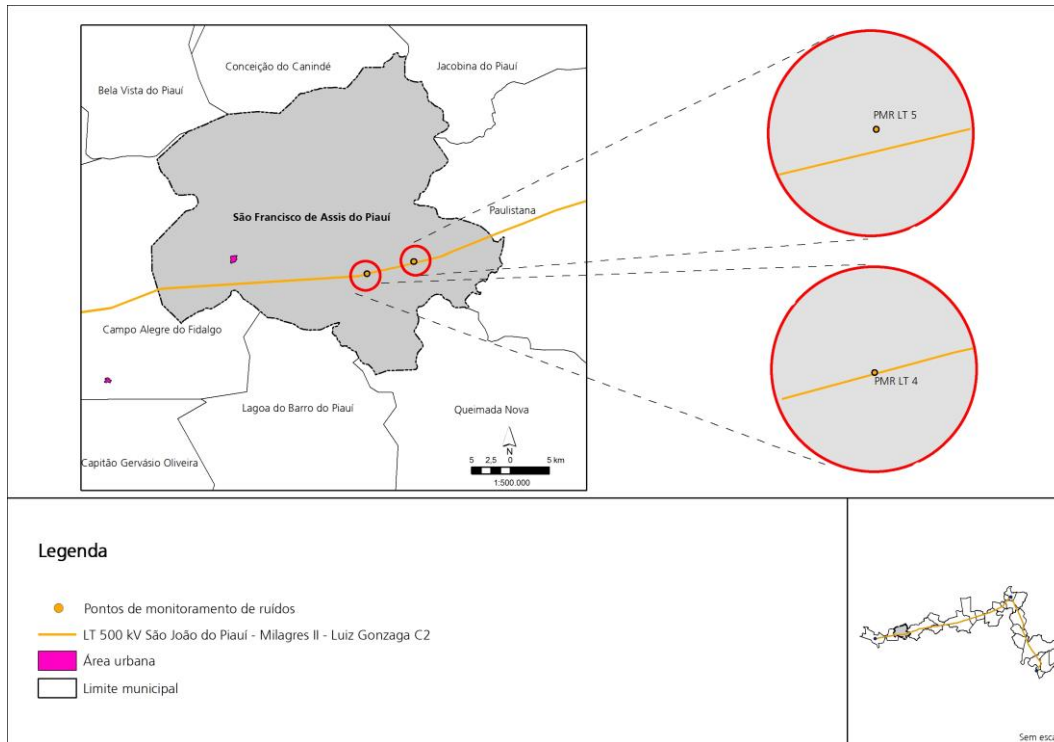 Conceição do Canindé
Jacobina do Piauí
Bela Vista do Piauí
São Francisco de Assis do Piauí
Paulistana
Campo Alegre do Fidalgo
Lagoa do Barro do Piauí
Queimada Nova
Capitão Gervásio Oliveira
N
5 2,5 0 5 km
1:500.000
PMR LT 5
PMR LT 4
Legenda
Pontos de monitoramento de ruídos
LT 500 kV São João do Piauí - Milagres II - Luiz Gonzaga C2
Área urbana
Limite municipal
Sem esca